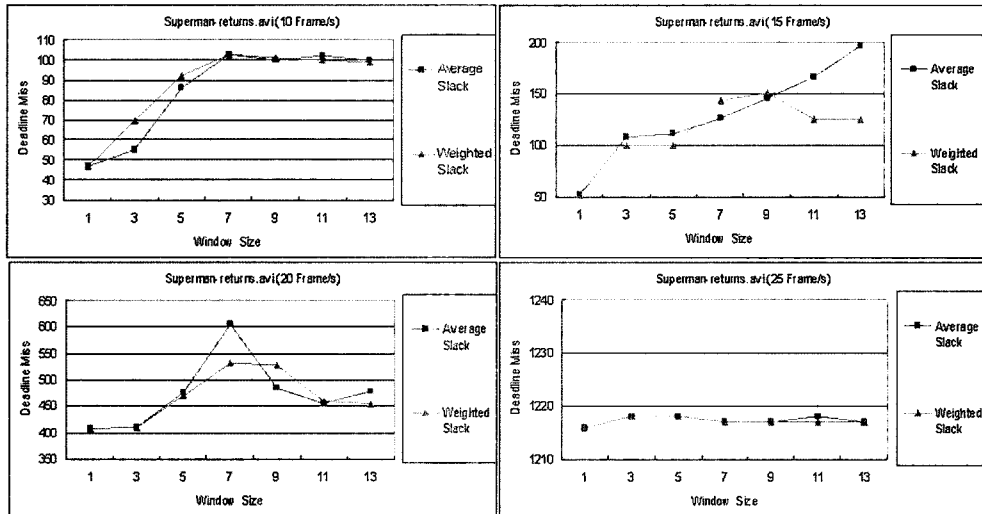 Superman-returns.avi(10 Frame/s)
110
100
90
80
70
60
50
40
30
Deadline Miss
1 3 5 7 9 11 13
Window Size
Average
Slack
Weighted
Slack
Superman-returns.avi(15 Frame/s)
200
150
100
50
Deadline Miss
1 3 5 7 9 11 13
Window Size
Average
Slack
Weighted
Slack
Superman-returns.avi(20 Frame/s)
650
600
550
500
450
400
350
Deadline Miss
1 3 5 7 9 11 13
Window Size
Average
Slack
Weighted
Slack
Superman-returns.avi(25 Frame/s)
1240
1230
1220
1210
Deadline Miss
1 3 5 7 9 11 13
Window Size
Average
Slack
Weighted
Slack